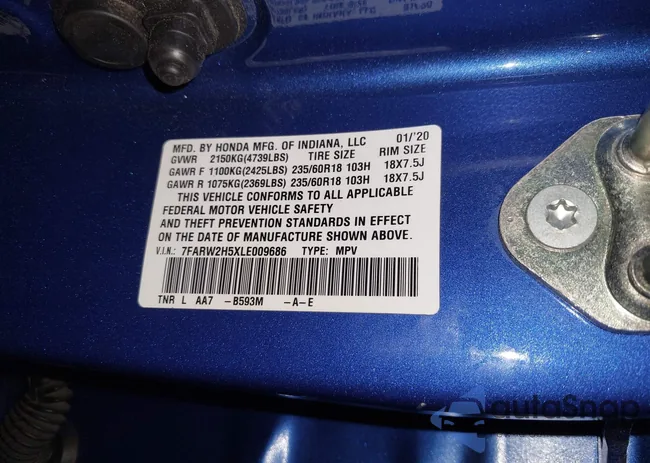 MFD. BY HONDA MFG. OF INDIANA, LLC 01/'20
GVWR 2150KG(4739LBS) TIRE SIZE RIM SIZE
GAWR F 1100KG(2425LBS) 235/60R18 103H 18X7.5J
GAWR R 1075KG(2369LBS) 235/60R18 103H 18X7.5J
THIS VEHICLE CONFORMS TO ALL APPLICABLE
FEDERAL MOTOR VEHICLE SAFETY
AND THEFT PREVENTION STANDARDS IN EFFECT
ON THE DATE OF MANUFACTURE SHOWN ABOVE.
V.I.N.: 7FARW2H5XLE009686 TYPE: MPV
TNR L AA7 -B593M -A-E
autoSnap